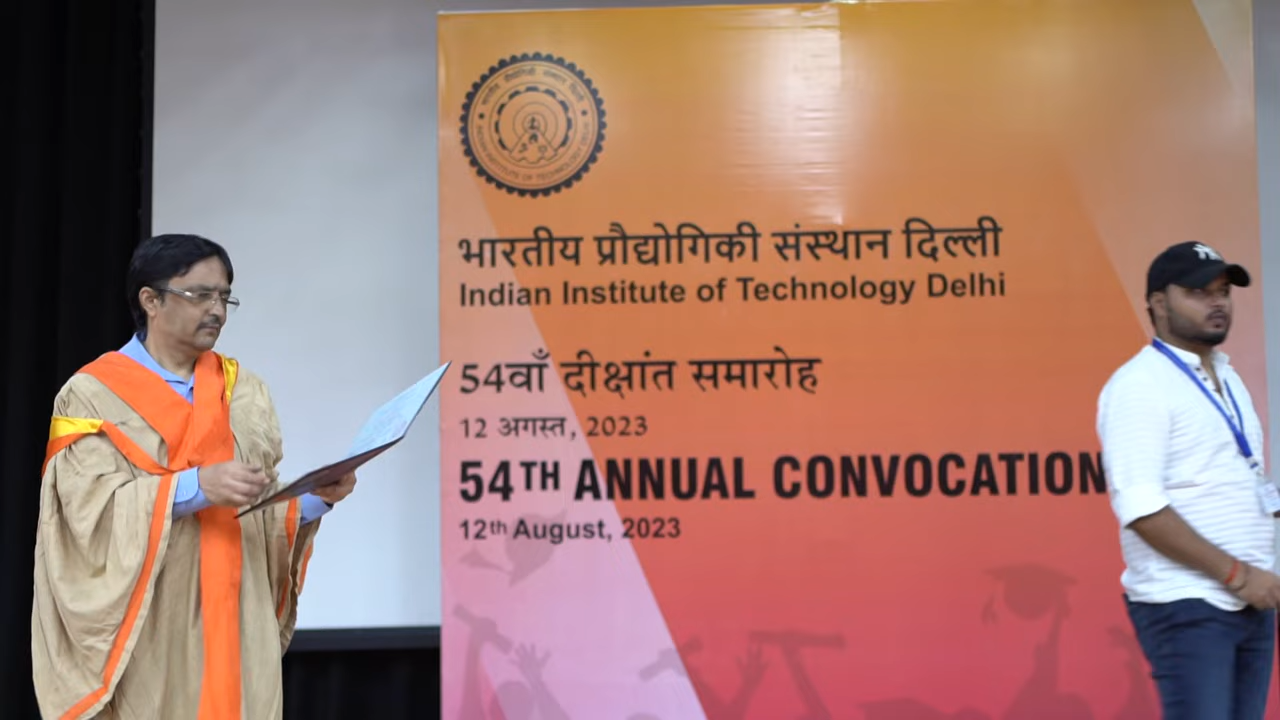 भारतीय प्रौद्योगिकी संस्थान दिल्ली
Indian Institute of Technology Delhi
54वाँ दीक्षांत समारोह
12 अगस्त, 2023
54TH ANNUAL CONVOCATION
12th August, 2023